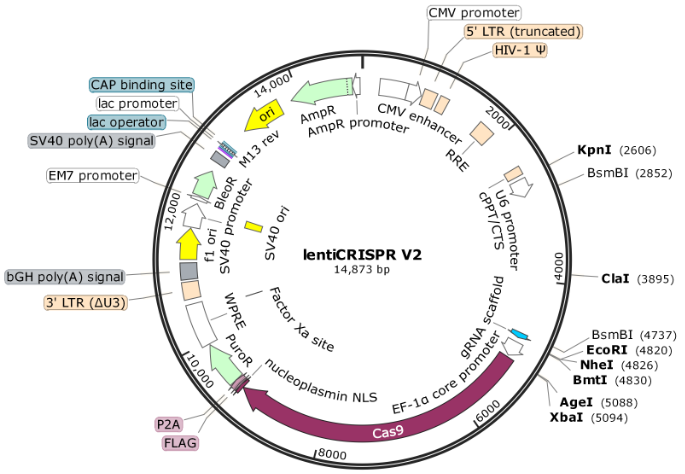 CMV promoter
5' LTR (truncated)
HIV-1 Ψ
14,000
CAP binding site
lac promoter
lac operator
SV40 poly(A) signal
ori
AmpR
AmpR promoter
CMV enhancer
M13 rev
RRE
2000
KpnI (2606)
BsmBI (2852)
EM7 promoter
BleoR
SV40 promoter
SV40 ori
U6 promoter
cPPT/CTS
12,000
f1 ori
lentiCRISPR V2
14,873 bp
4000
ClaI (3895)
bGH poly(A) signal
3' LTR (ΔU3)
WPRE
Factor Xa site
gRNA scaffold
BsmBI (4737)
EcoRI (4820)
NheI (4826)
BmtI (4830)
AgeI (5088)
XbaI (5094)
10,000
PuroR
nucleoplasmin NLS
EF-1α core promoter
6000
P2A
FLAG
Cas9
8000